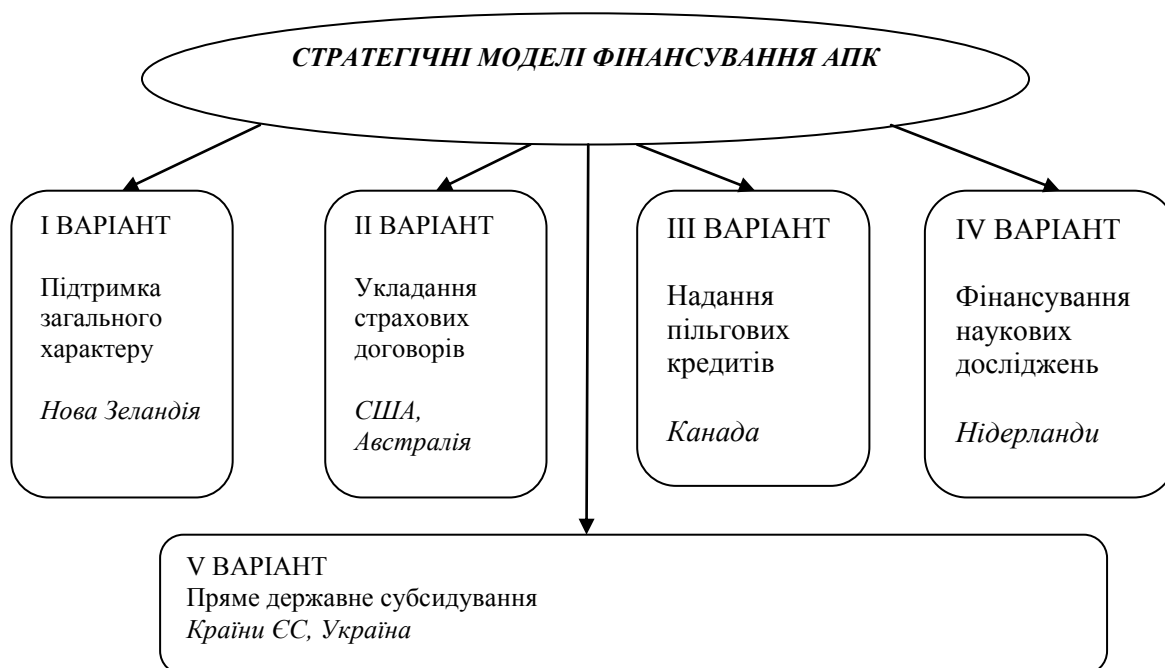 СТРАТЕГІЧНІ МОДЕЛІ ФІНАНСУВАННЯ АПК
І ВАРІАНТ
Підтримка
загального
характеру
Нова Зеландія
ІІ ВАРІАНТ
Укладання
страхових
договорів
США,
Австралія
ІІІ ВАРІАНТ
Надання
пільгових
кредитів
Канада
IV ВАРІАНТ
Фінансування
наукових
досліджень
Нідерланди
V ВАРІАНТ
Пряме державне субсидування
Країни ЄС, Україна